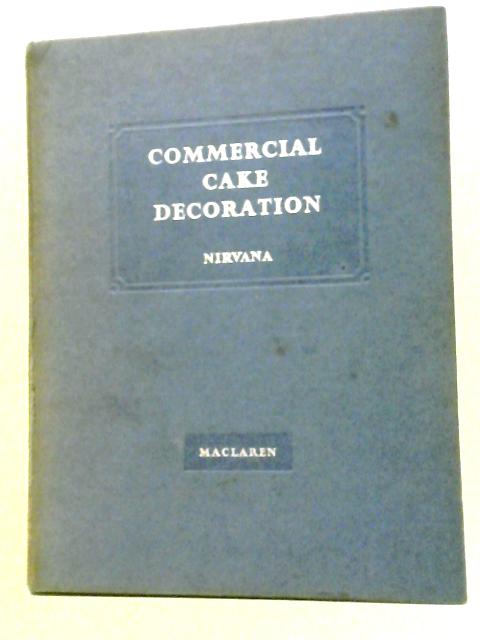 COMMERCIAL
CAKE
DECORATION
NIRVANA
MACLAREN